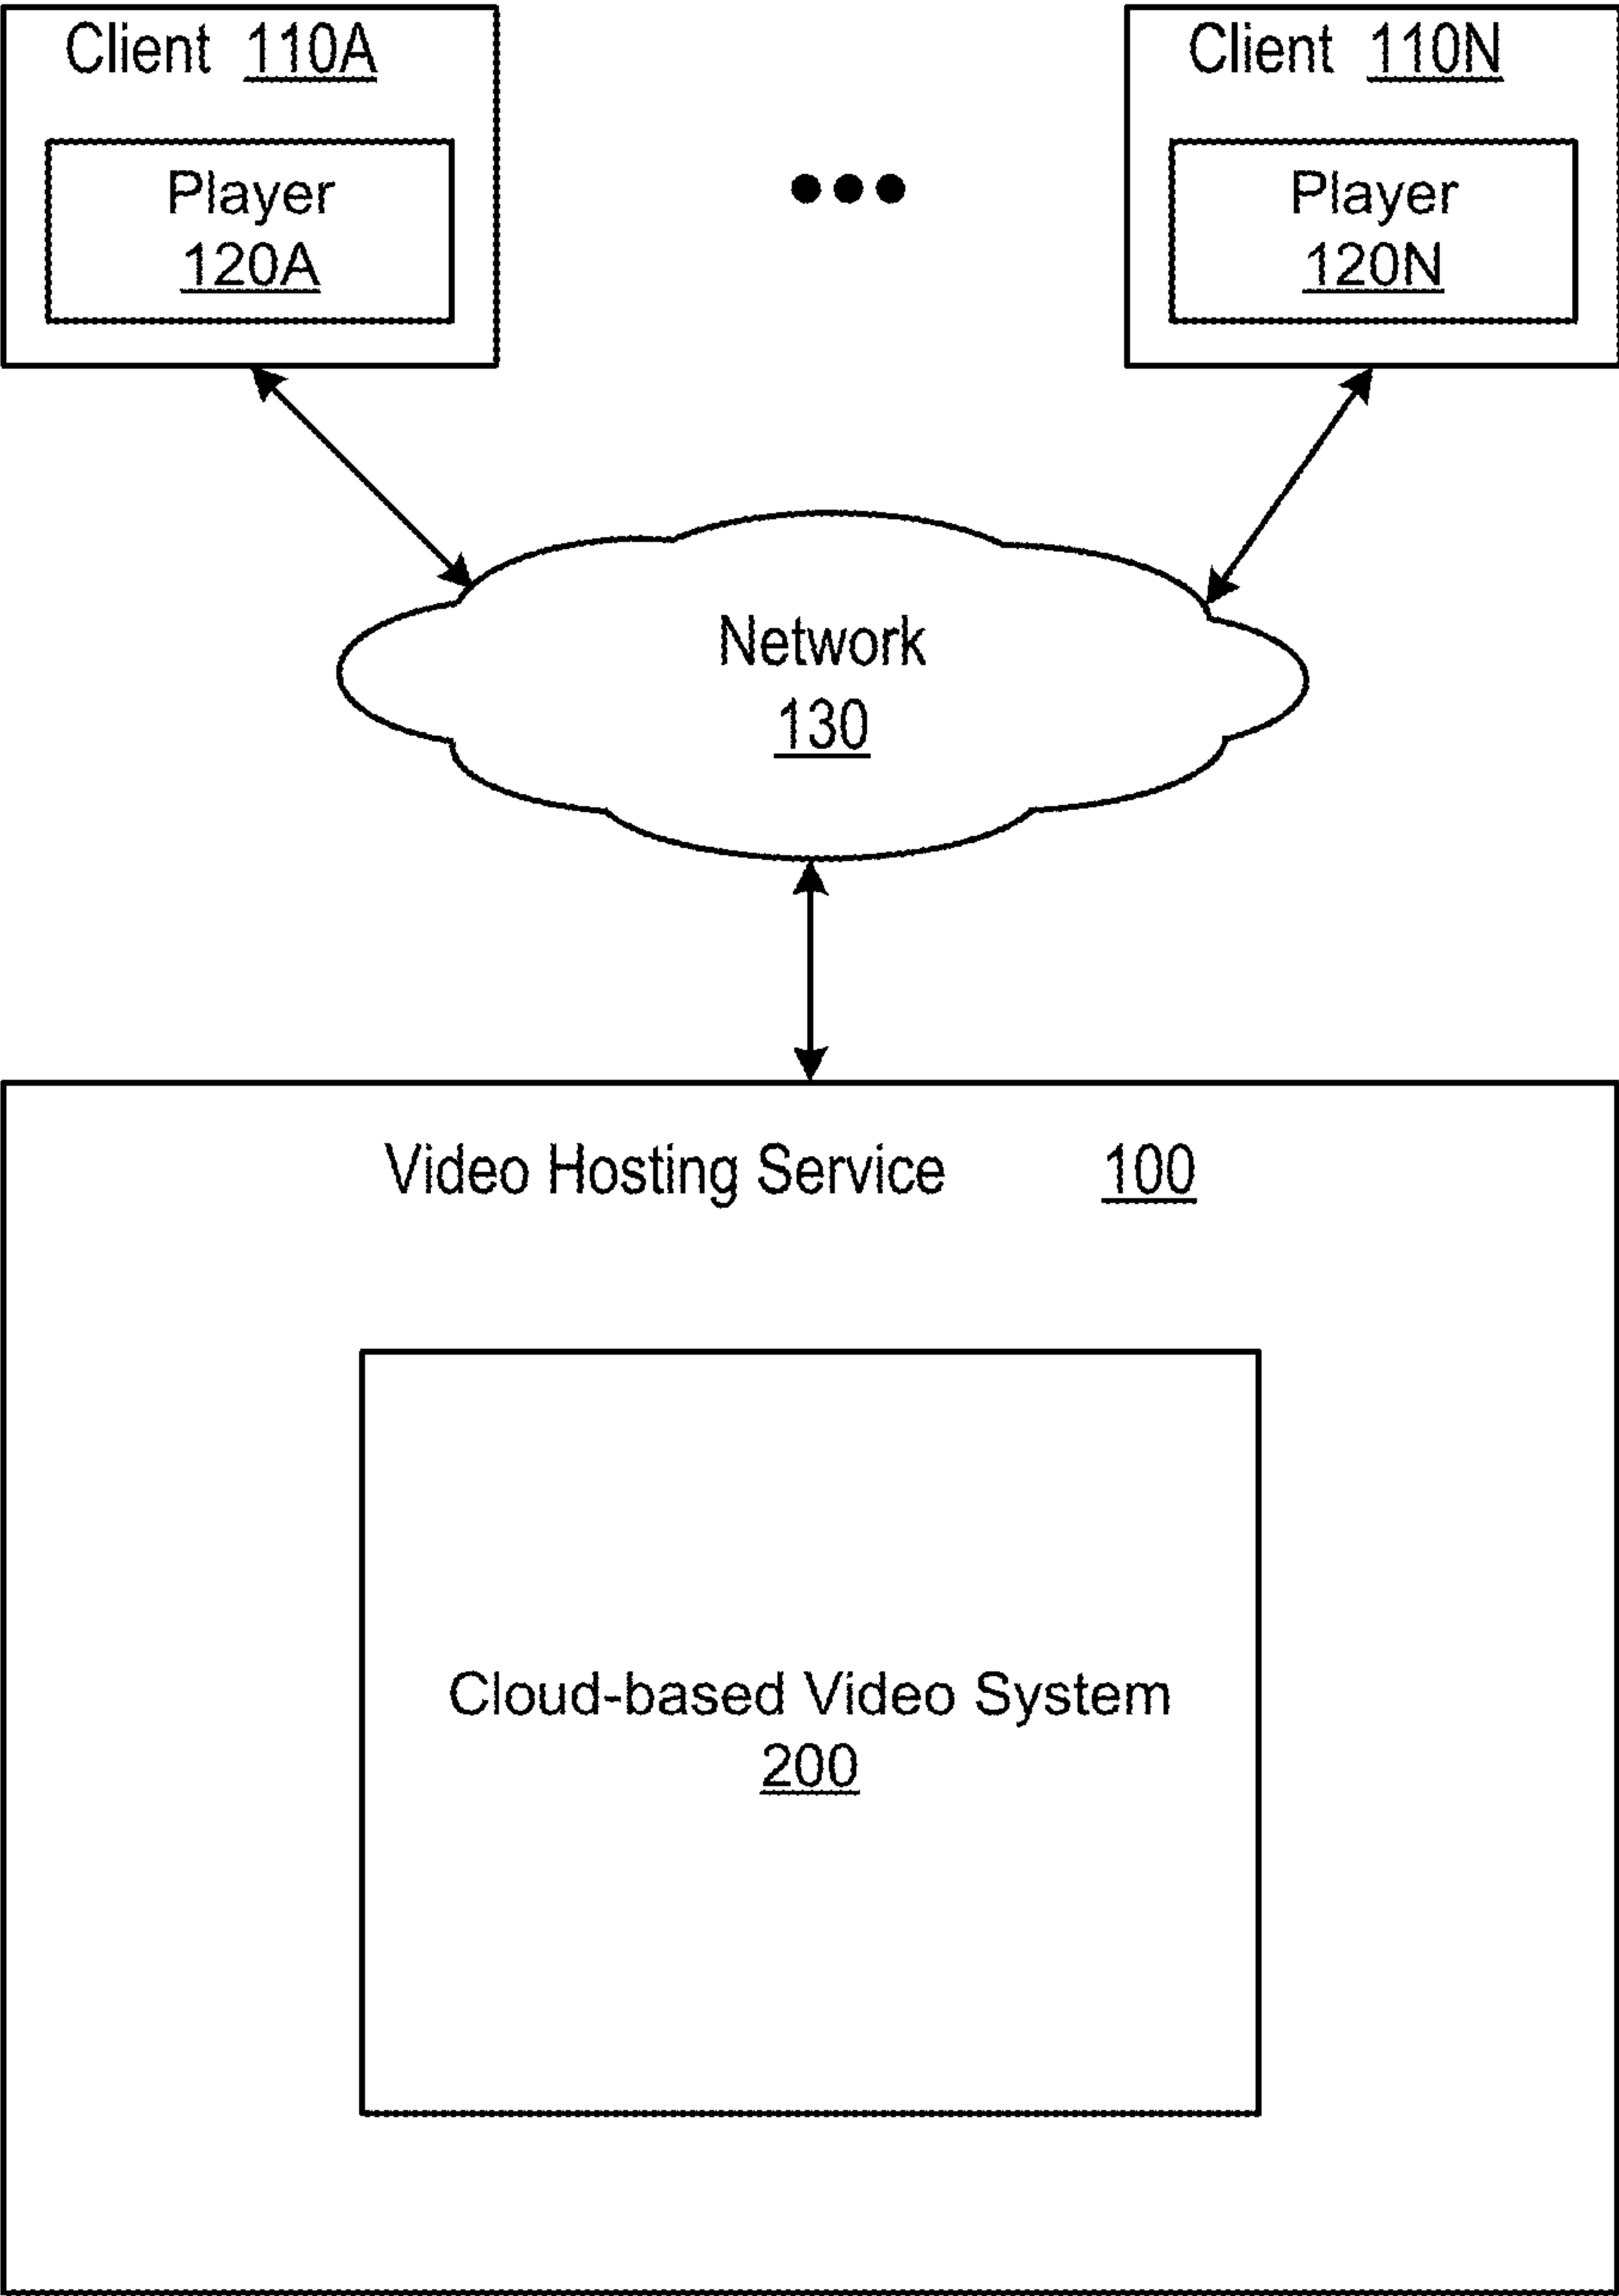 Client 110A
Player
120A
Client 110N
Player
120N
Network
130
Video Hosting Service 100
Cloud-based Video System
200